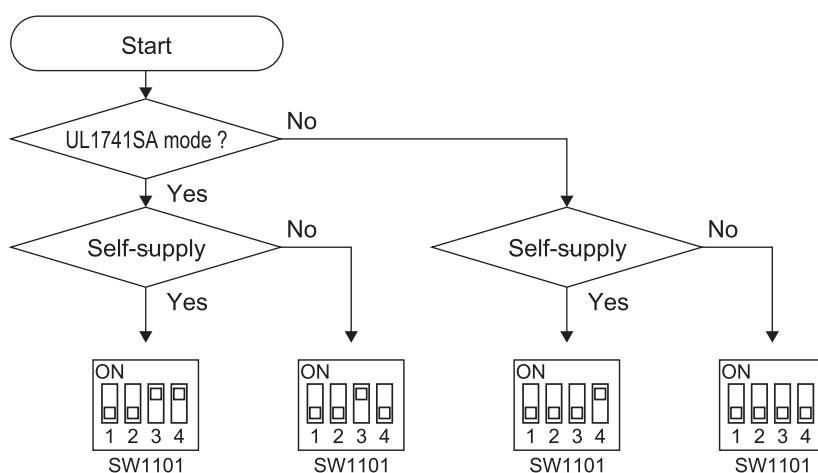 Start
UL1741SA mode ?
No
Yes
Self-supply
No
Self-supply
No
Yes
Yes
ON
1 2 3 4
SW1101
ON
1 2 3 4
SW1101
ON
1 2 3 4
SW1101
ON
1 2 3 4
SW1101